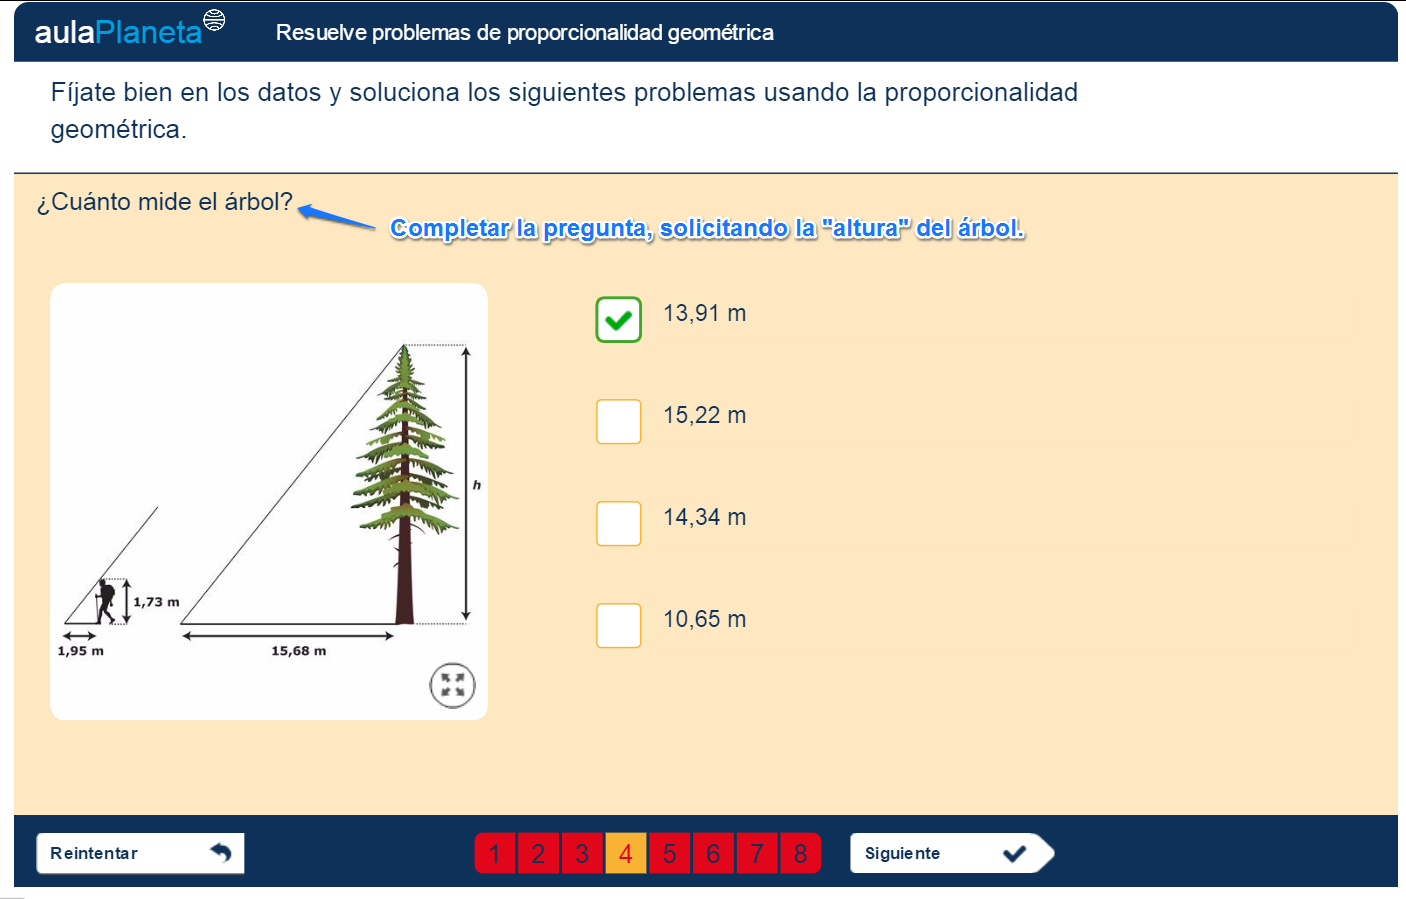 aulaPlaneta
Resuelve problemas de proporcionalidad geométrica
Fíjate bien en los datos y soluciona los siguientes problemas usando la proporcionalidad
geométrica.
¿Cuánto mide el árbol?
Completar la pregunta, solicitando la "altura" del árbol.
13,91 m
15,22 m
14,34 m
10,65 m
h
1,73 m
1,95 m
15,68 m
Reintentar
1 2 3 4 5 6 7 8
Siguiente